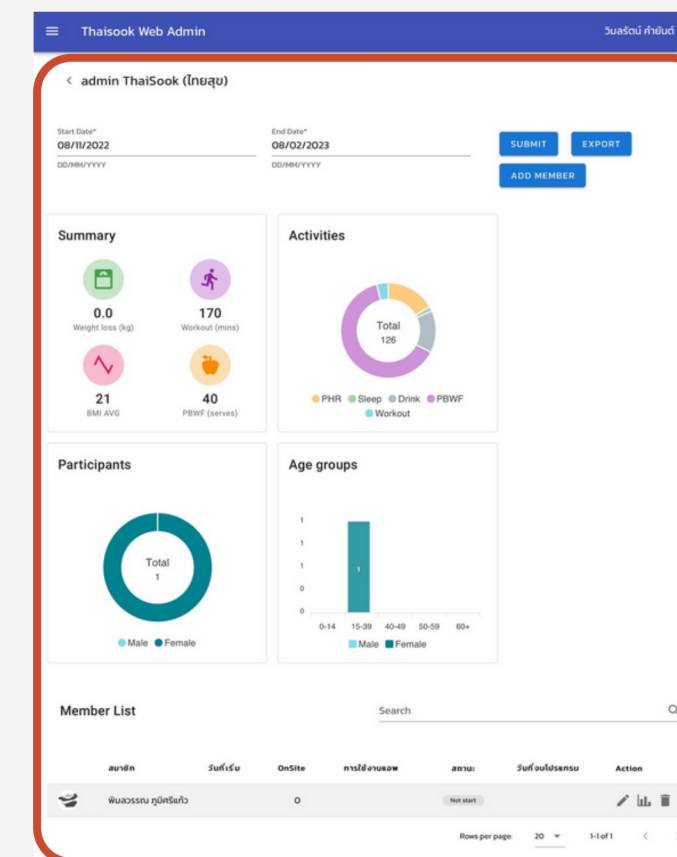 Thaisook Web Admin
วิมลรัตน์ คำยันต์
admin ThaiSook (ไทยสุข)
Start Date*
08/11/2022
DD/MM/YYYY
End Date*
08/02/2023
DD/MM/YYYY
SUBMIT
EXPORT
ADD MEMBER
Summary
0.0
Weight loss (kg)
170
Workout (mins)
21
BMI AVG
40
PBWF (serves)
Activities
Total
126
PHR Sleep Drink PBWF
Workout
Participants
Total
1
Male Female
Age groups
1
1
1
0
0
1
0-14 15-39 40-49 50-59 60+
Male Female
Member List
Search
สมาชิก วันที่เริ่ม OnSite การใช้งานแอพ สถานะ วันที่จบโปรแกรม Action
พิมลวรรณ ภูมิศรีแก้ว 0 Not start
Rows per page: 20 1-1 of 1